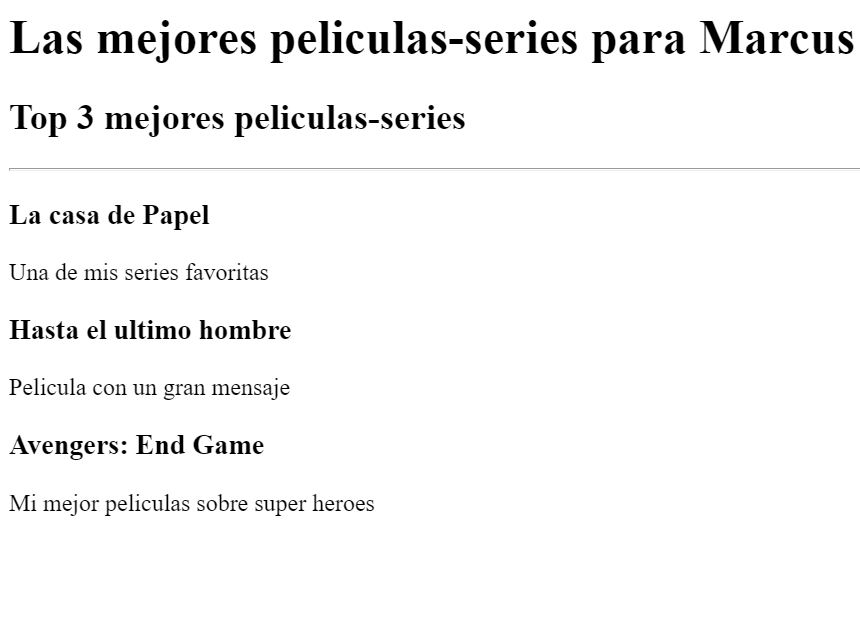 Las mejores peliculas-series para Marcus
Top 3 mejores peliculas-series
La casa de Papel
Una de mis series favoritas
Hasta el ultimo hombre
Pelicula con un gran mensaje
Avengers: End Game
Mi mejor peliculas sobre super heroes